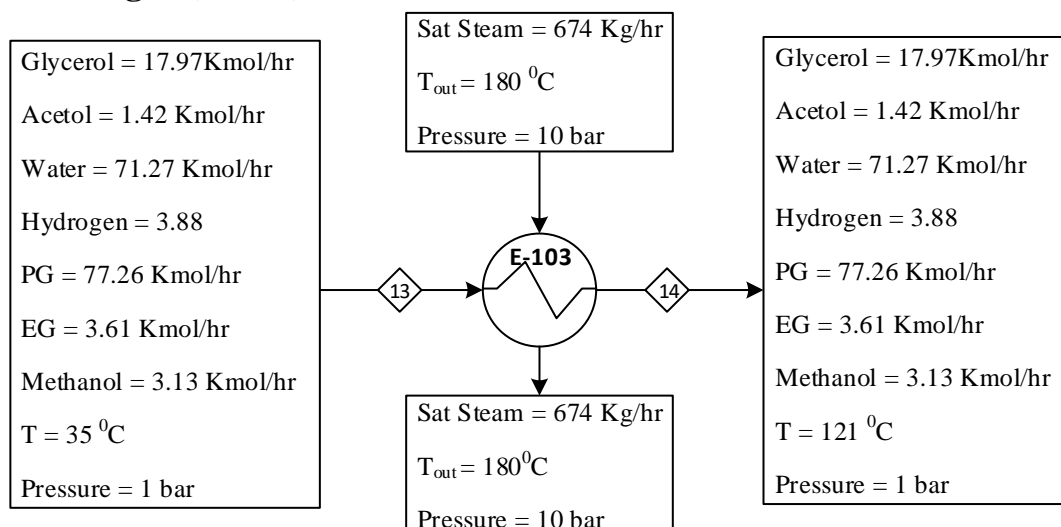 Glycerol = 17.97Kmol/hr
Acetol = 1.42 Kmol/hr
Water = 71.27 Kmol/hr
Hydrogen = 3.88
PG = 77.26 Kmol/hr
EG = 3.61 Kmol/hr
Methanol = 3.13 Kmol/hr
T = 35 ⁰C
Pressure = 1 bar
13
Sat Steam = 674 Kg/hr
Tout = 180 ⁰C
Pressure = 10 bar
E-103
Sat Steam = 674 Kg/hr
Tout = 180⁰C
Pressure = 10 bar
14
Glycerol = 17.97Kmol/hr
Acetol = 1.42 Kmol/hr
Water = 71.27 Kmol/hr
Hydrogen = 3.88
PG = 77.26 Kmol/hr
EG = 3.61 Kmol/hr
Methanol = 3.13 Kmol/hr
T = 121 ⁰C
Pressure = 1 bar